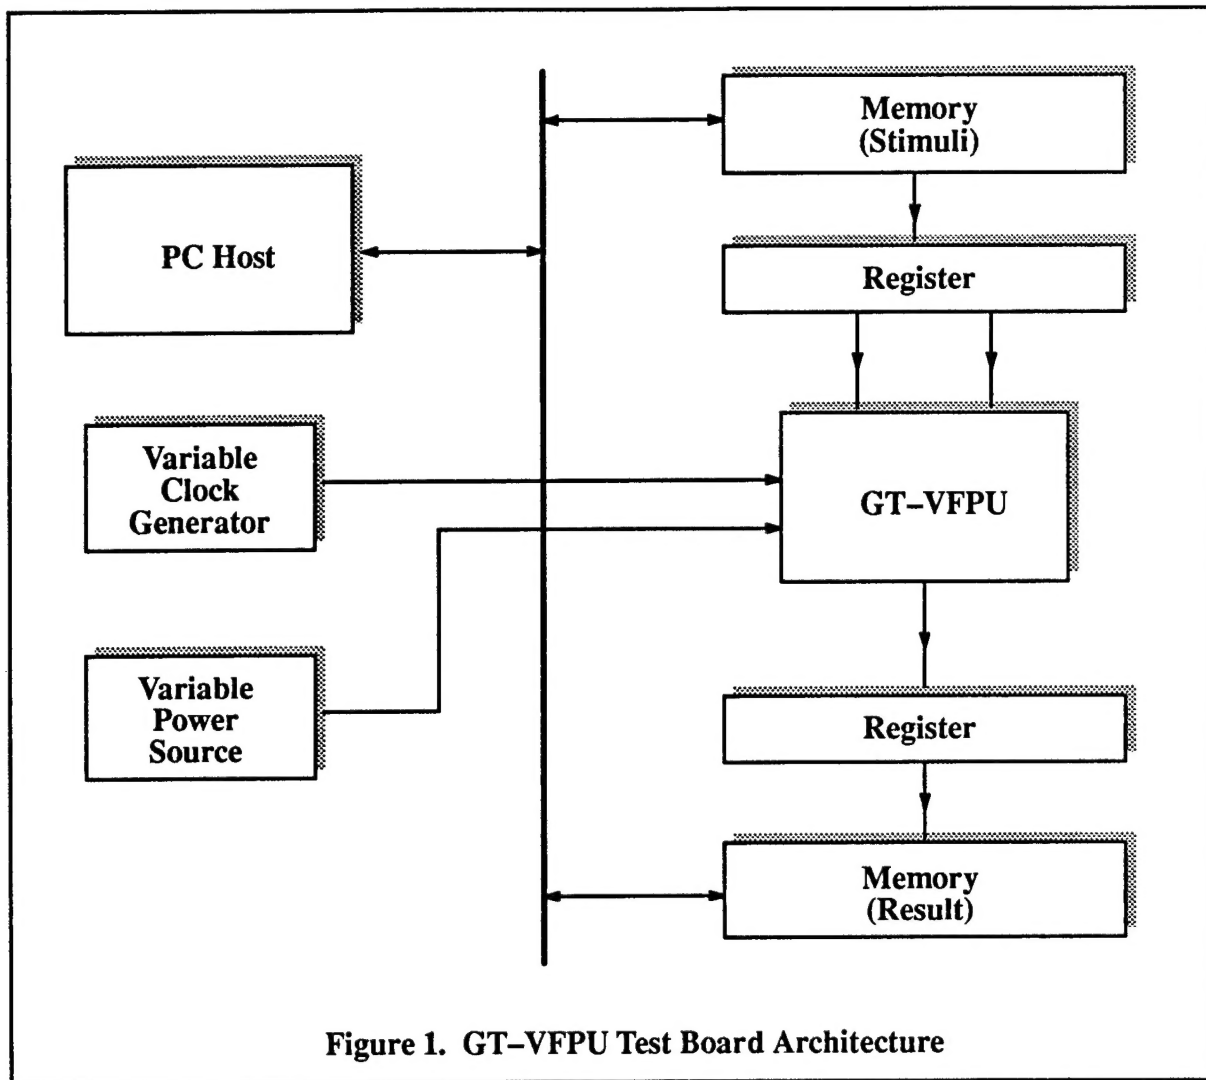 Memory
(Stimuli)
PC Host
Register
Variable
Clock
Generator
GT–VFPU
Variable
Power
Source
Register
Memory
(Result)
Figure 1. GT–VFPU Test Board Architecture